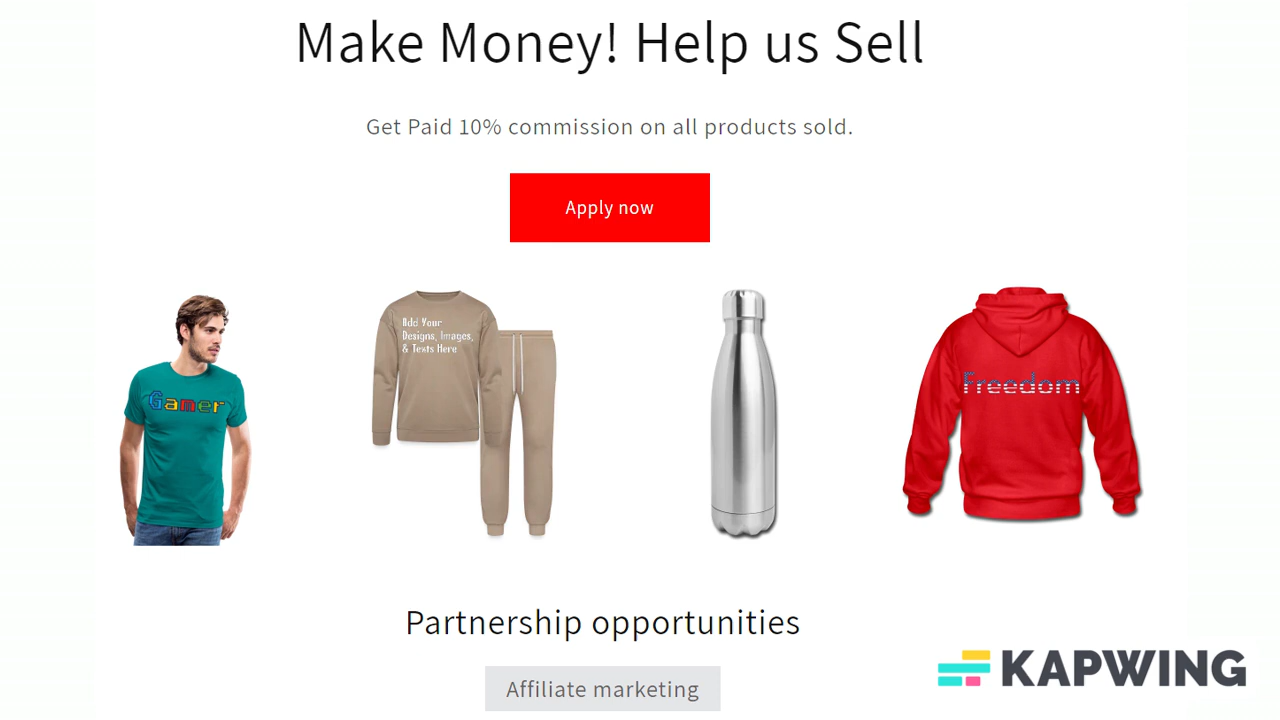 Make Money! Help us Sell
Get Paid 10% commission on all products sold.
Apply now
Gamer
Add Your
Designs, Images,
& Texts Here
Freedom
Partnership opportunities
Affiliate marketing
KAPWING